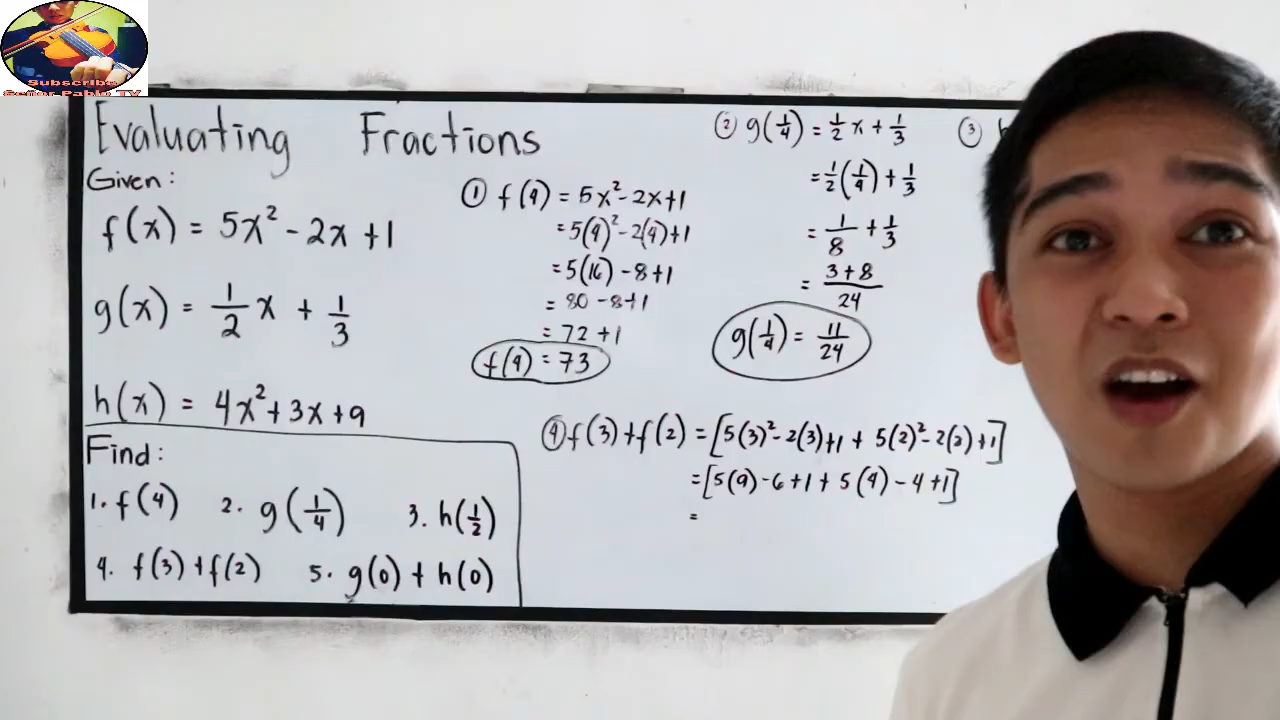 Subscribe
Señor Pablo TV
Evaluating Fractions
Given:
f(x) = 5x² - 2x + 1
g(x) = 1/2 x + 1/3
h(x) = 4x² + 3x + 9
Find:
1. f(4) 2. g(1/4) 3. h(1/2)
4. f(3) + f(2) 5. g(0) + h(0)
① f(4) = 5x² - 2x + 1
= 5(4)² - 2(4) + 1
= 5(16) - 8 + 1
= 80 - 8 + 1
= 72 + 1
f(4) = 73
② g(1/4) = 1/2 x + 1/3
= 1/2 (1/4) + 1/3
= 1/8 + 1/3
= 3+8/24
g(1/4) = 11/24
③ h
④ f(3) + f(2) = [5(3)² - 2(3) + 1 + 5(2)² - 2(2) + 1]
= [5(9) - 6 + 1 + 5(4) - 4 + 1]
=